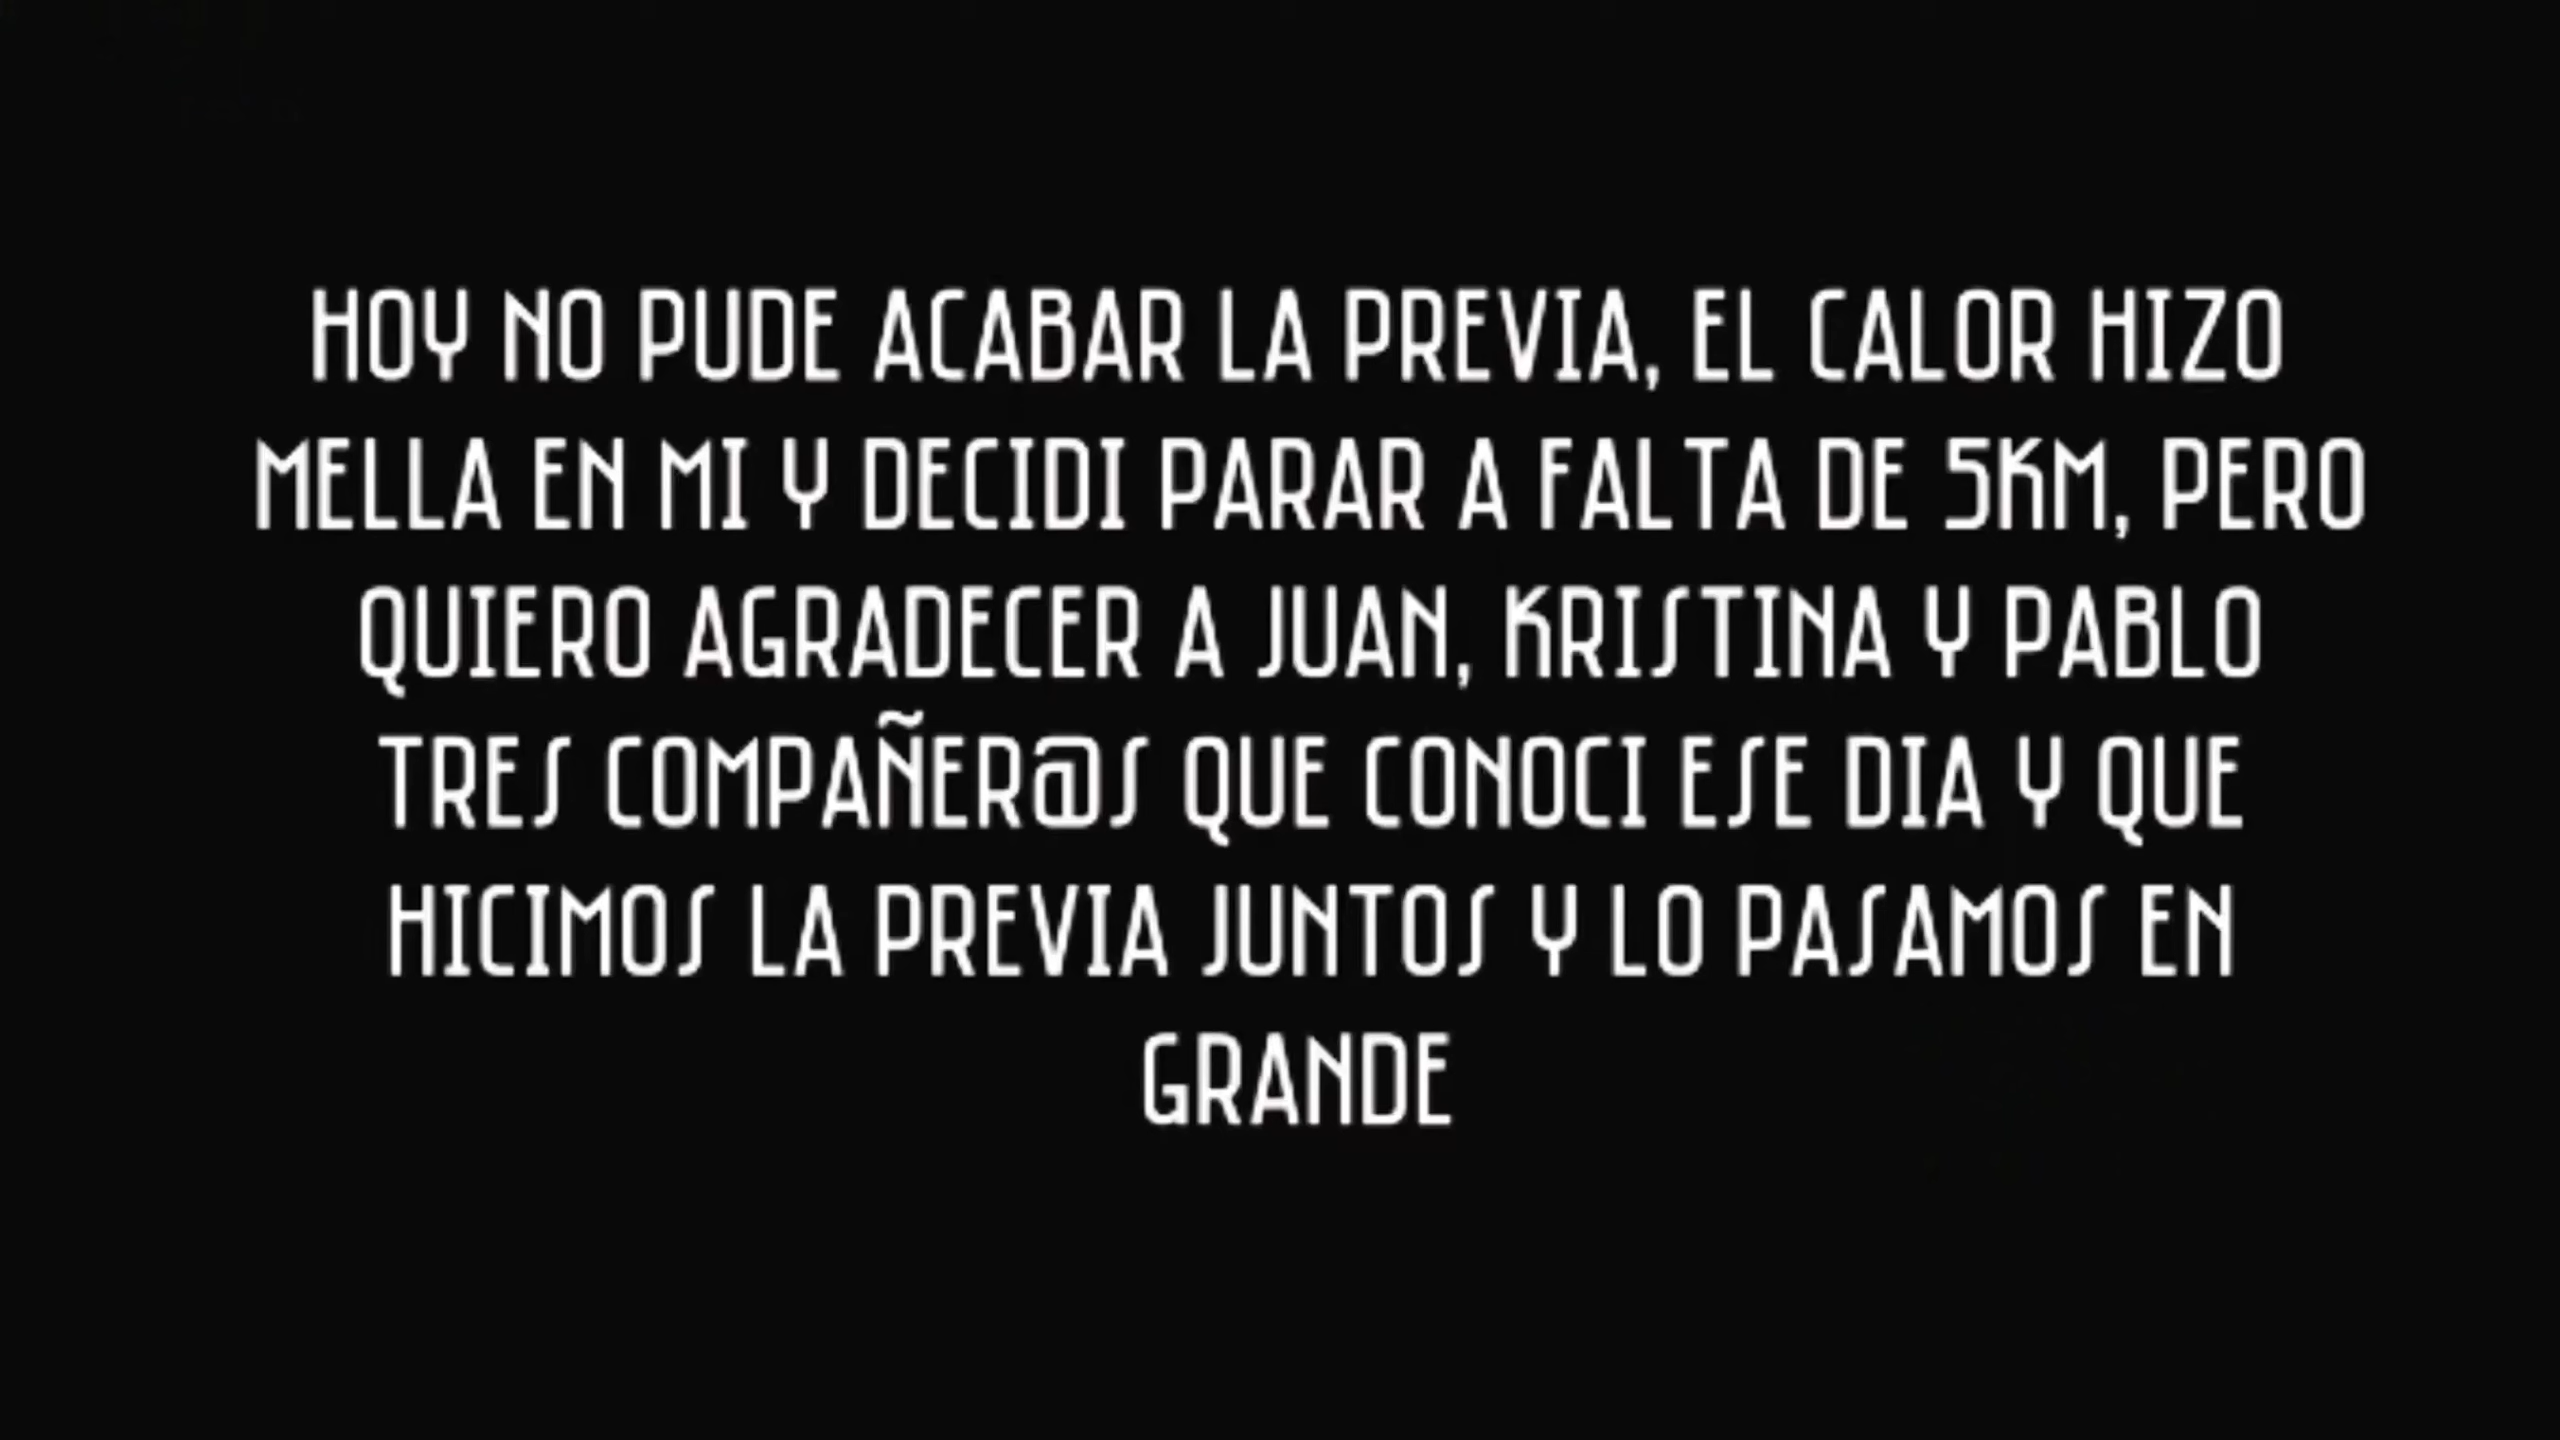 HOY NO PUDE ACABAR LA PREVIA, EL CALOR HIZO
MELLA EN MI Y DECIDI PARAR A FALTA DE 5KM, PERO
QUIERO AGRADECER A JUAN, KRISTINA Y PABLO
TRES COMPAÑER@S QUE CONOCI ESE DIA Y QUE
HICIMOS LA PREVIA JUNTOS Y LO PASAMOS EN
GRANDE